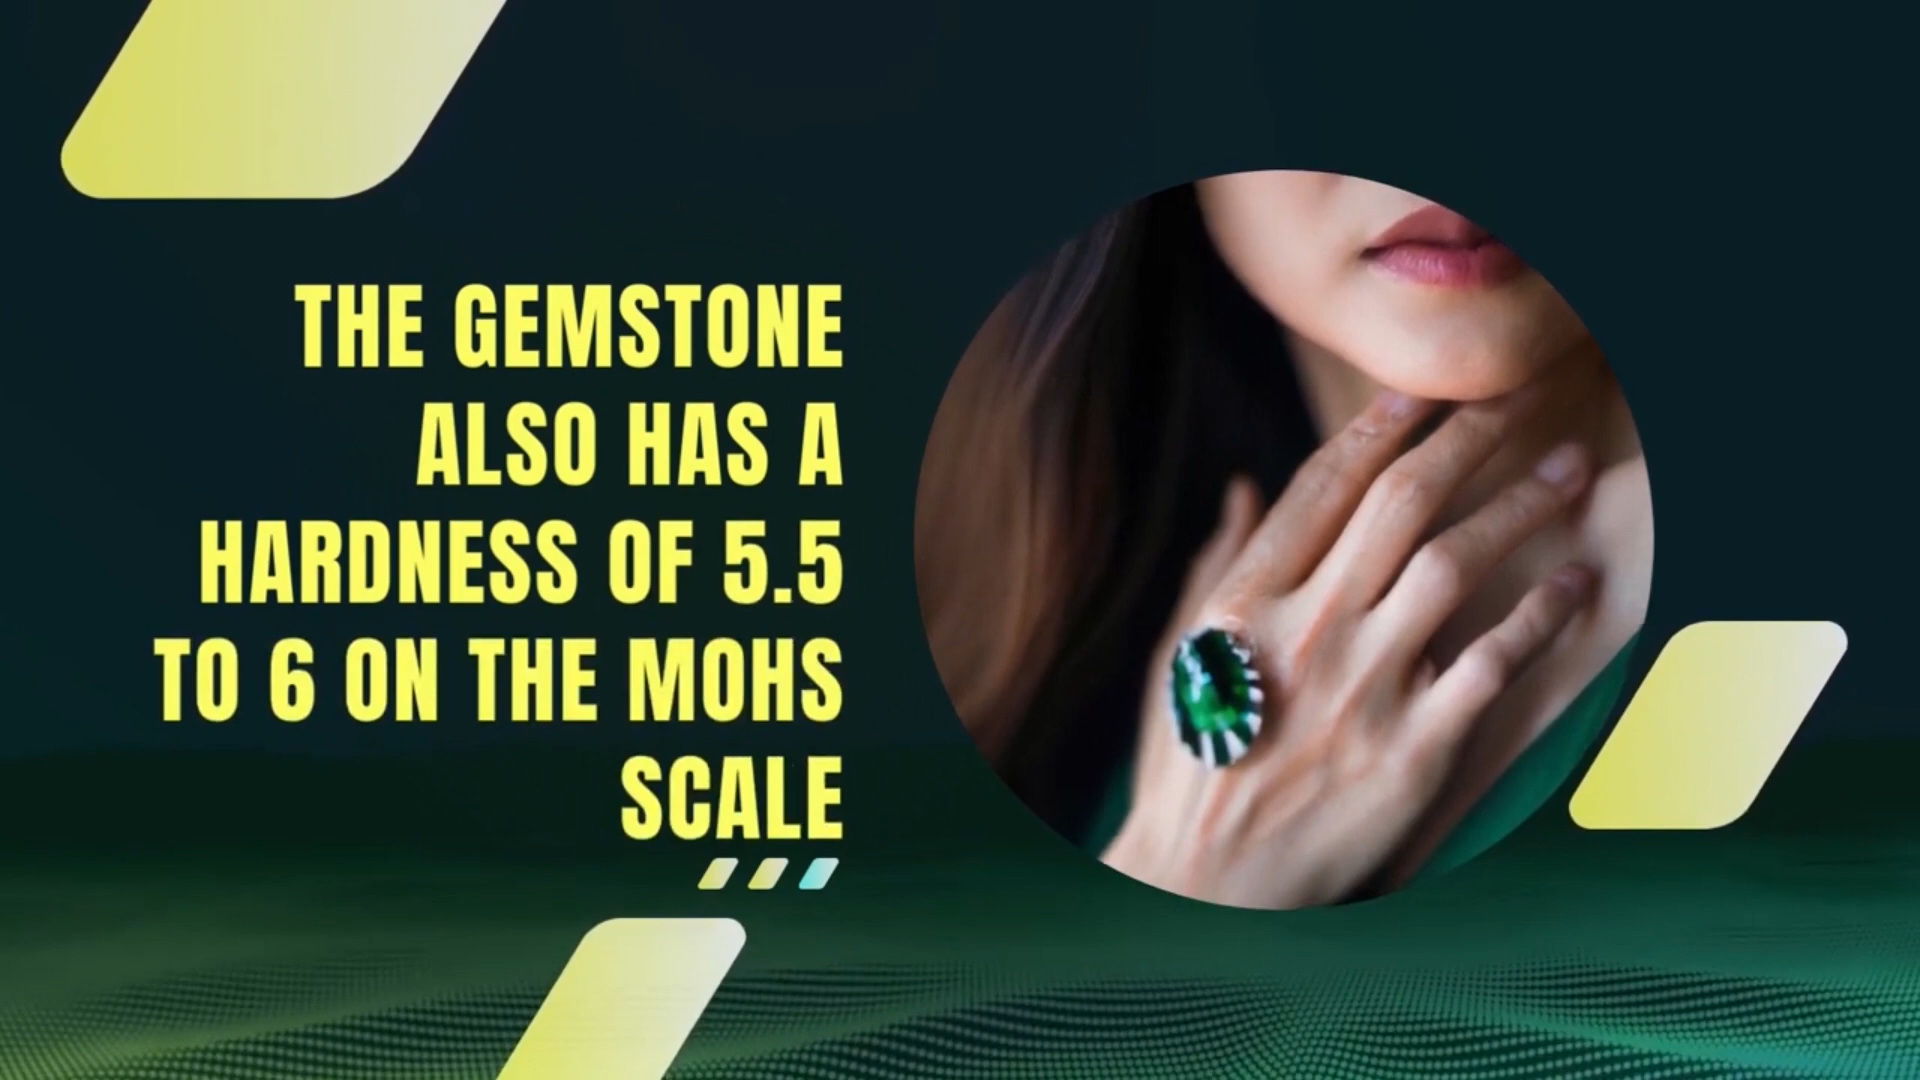 THE GEMSTONE
ALSO HAS A
HARDNESS OF 5.5
TO 6 ON THE MOHS
SCALE